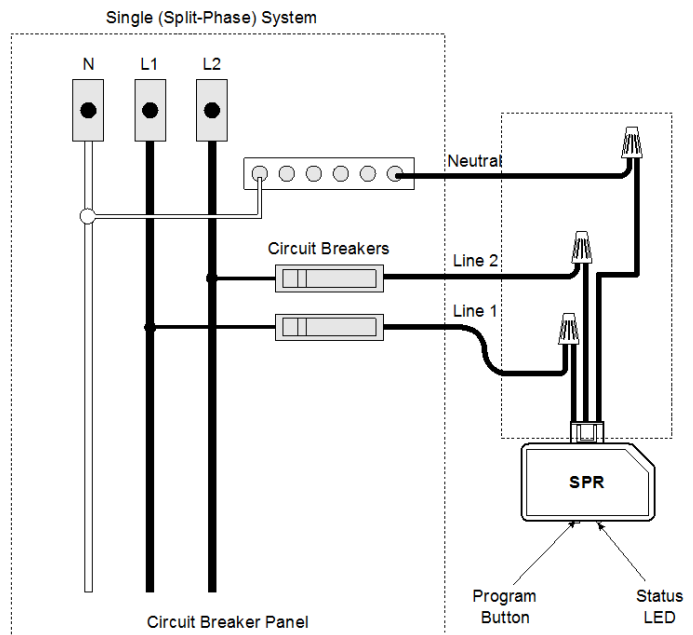 Single (Split-Phase) System
N
L1
L2
Neutral
Circuit Breakers
Line 2
Line 1
SPR
Program
Button
Status
LED
Circuit Breaker Panel